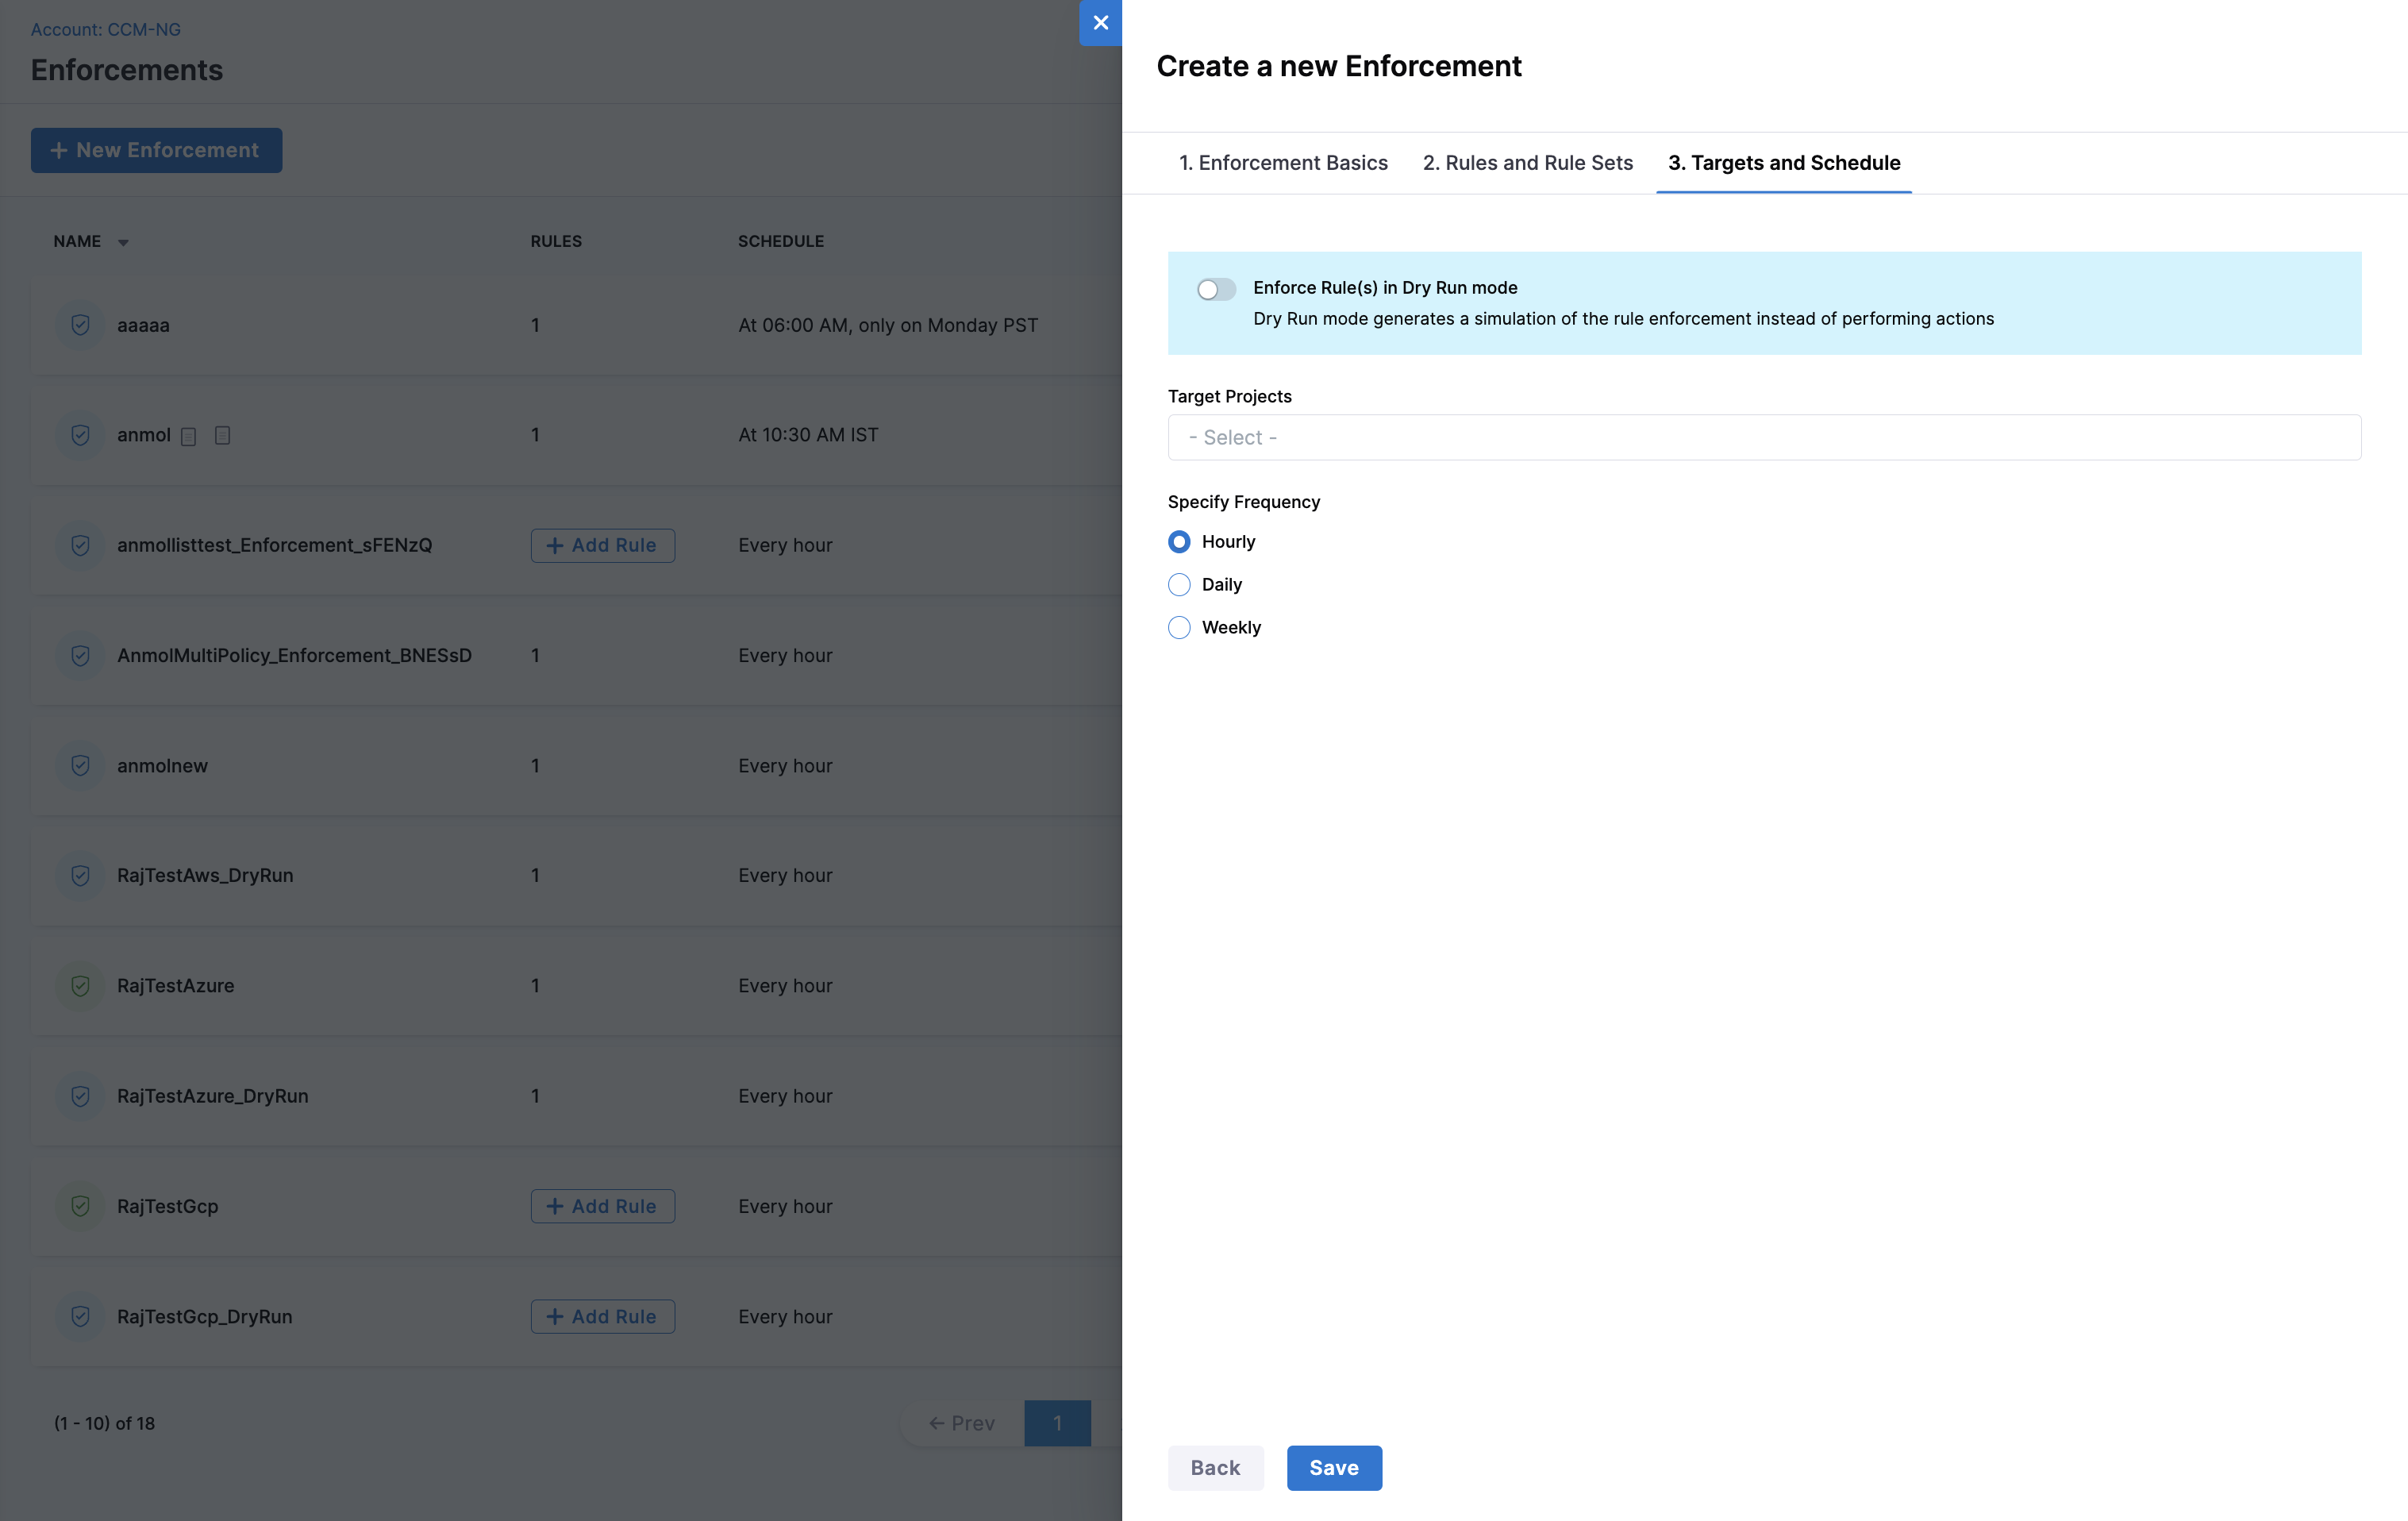 Account: CCM-NG
Enforcements
+ New Enforcement
NAME RULES SCHEDULE
aaaaa 1 At 06:00 AM, only on Monday PST
anmol 1 At 10:30 AM IST
anmollisttest_Enforcement_sFENzQ + Add Rule Every hour
AnmolMultiPolicy_Enforcement_BNESsD 1 Every hour
anmolnew 1 Every hour
RajTestAws_DryRun 1 Every hour
RajTestAzure 1 Every hour
RajTestAzure_DryRun 1 Every hour
RajTestGcp + Add Rule Every hour
RajTestGcp_DryRun + Add Rule Every hour
(1 - 10) of 18 ← Prev 1
Create a new Enforcement
1. Enforcement Basics 2. Rules and Rule Sets 3. Targets and Schedule
Enforce Rule(s) in Dry Run mode
Dry Run mode generates a simulation of the rule enforcement instead of performing actions
Target Projects
- Select -
Specify Frequency
Hourly
Daily
Weekly
Back Save